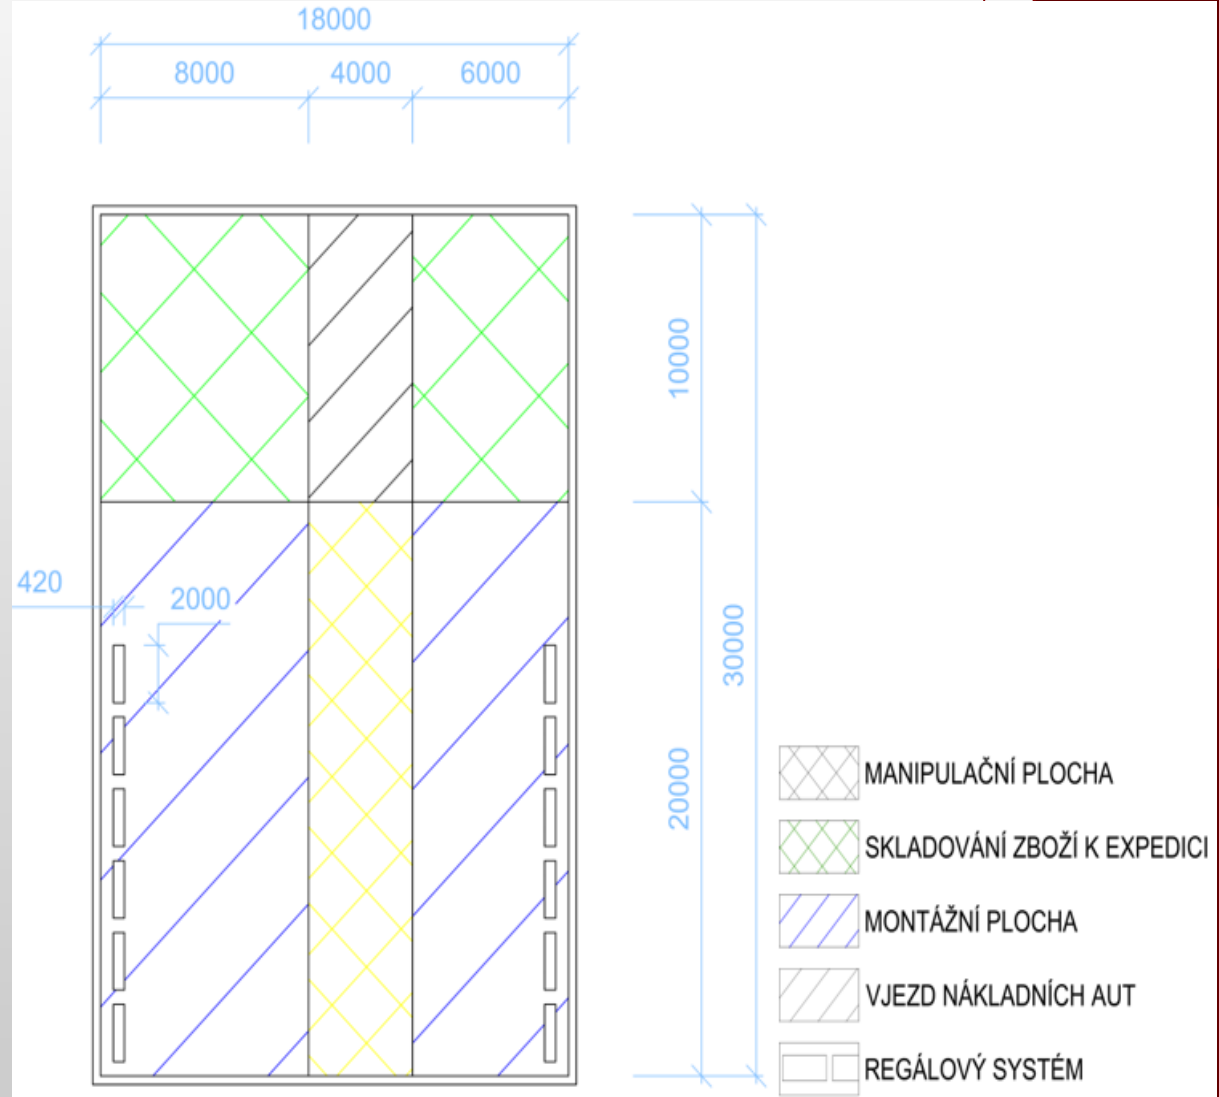 18000
8000
4000
6000
10000
420
2000
30000
20000
MANIPULAČNÍ PLOCHA
SKLADOVÁNÍ ZBOŽÍ K EXPEDICI
MONTÁŽNÍ PLOCHA
VJEZD NÁKLADNÍCH AUT
REGÁLOVÝ SYSTÉM